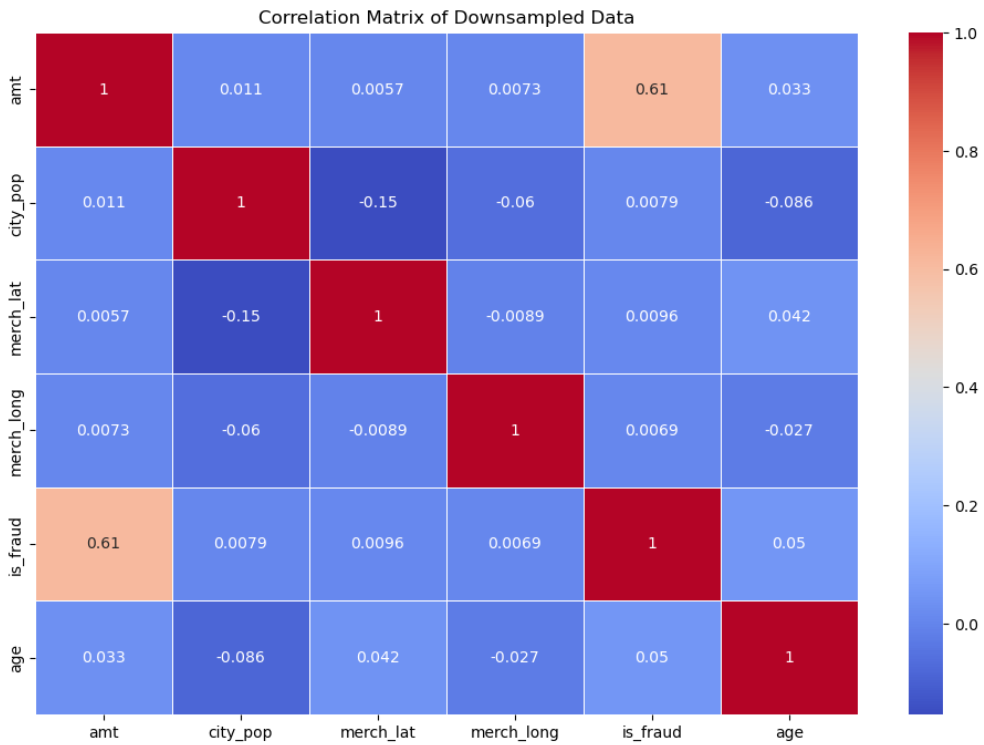 Correlation Matrix of Downsampled Data
amt 1 0.011 0.0057 0.0073 0.61 0.033
city_pop 0.011 1 -0.15 -0.06 0.0079 -0.086
merch_lat 0.0057 -0.15 1 -0.0089 0.0096 0.042
merch_long 0.0073 -0.06 -0.0089 1 0.0069 -0.027
is_fraud 0.61 0.0079 0.0096 0.0069 1 0.05
age 0.033 -0.086 0.042 -0.027 0.05 1
amt city_pop merch_lat merch_long is_fraud age
1.0
0.8
0.6
0.4
0.2
0.0